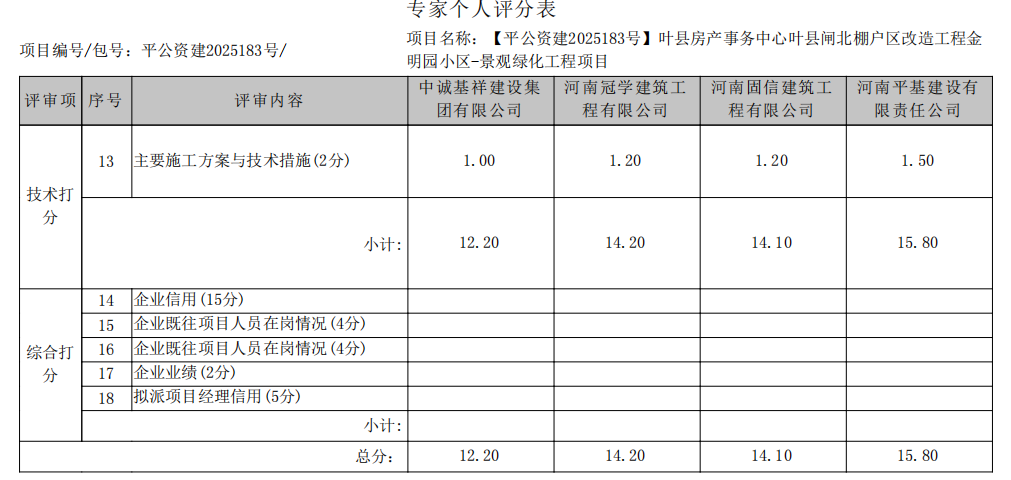 专家个人评分表
项目编号/包号：平公资建2025183号/
项目名称：【平公资建2025183号】叶县房产事务中心叶县闸北棚户区改造工程金
明园小区-景观绿化工程项目
评审项 序号 评审内容 中诚基祥建设集团有限公司 河南冠学建筑工程有限公司 河南固信建筑工程有限公司 河南平基建设有限责任公司
技术打分
13 主要施工方案与技术措施(2分) 1.00 1.20 1.20 1.50
小计: 12.20 14.20 14.10 15.80
综合打分
14 企业信用(15分)
15 企业既往项目人员在岗情况(4分)
16 企业既往项目人员在岗情况(4分)
17 企业业绩(2分)
18 拟派项目经理信用(5分)
小计:
总分: 12.20 14.20 14.10 15.80